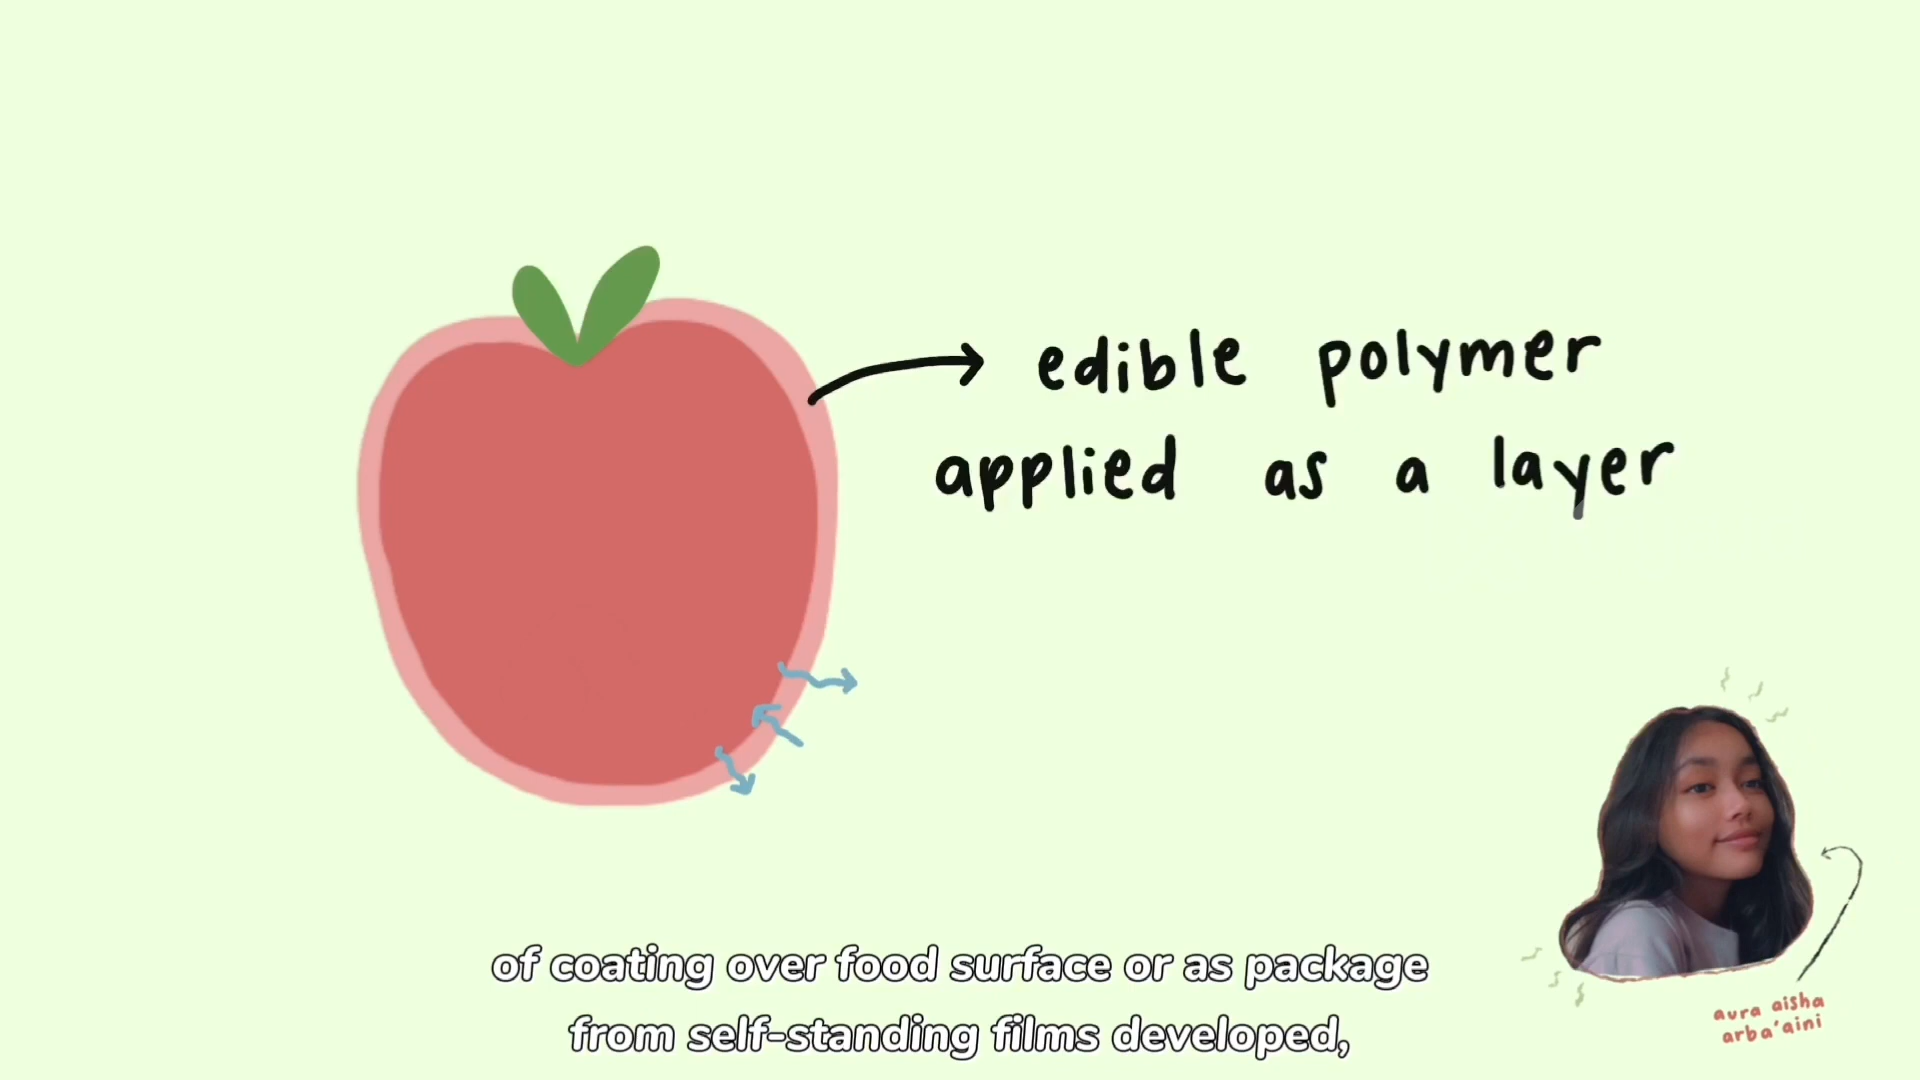 edible polymer
applied as a layer
of coating over food surface or as package
from self-standing films developed,
aura aisha
arba'aini